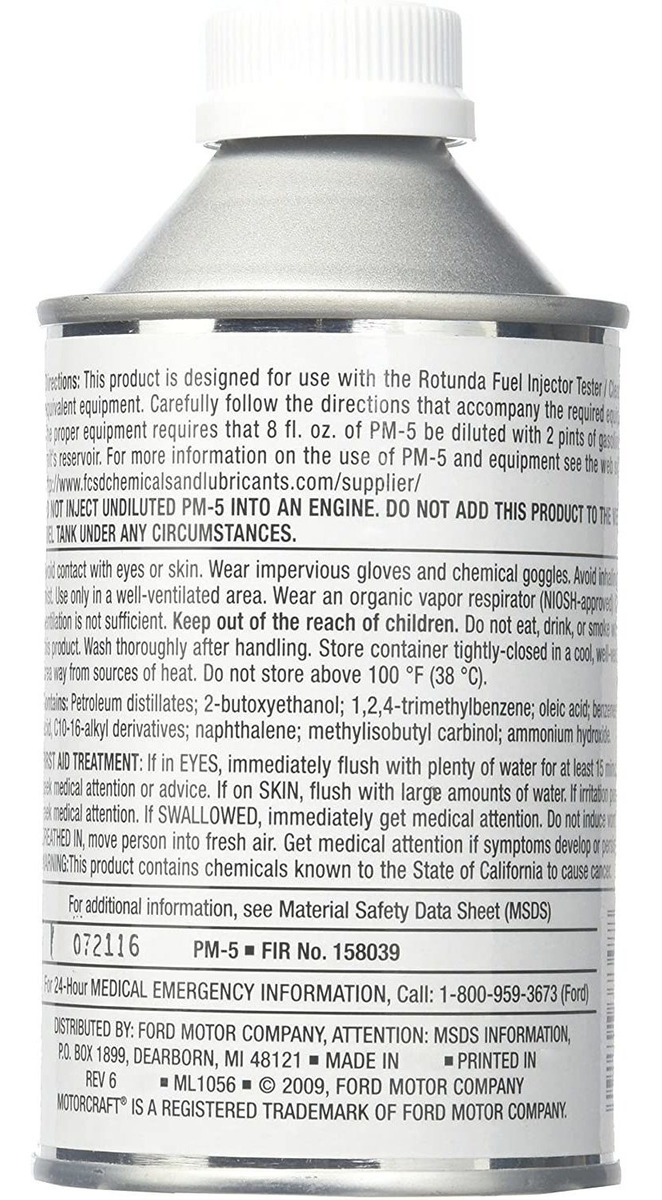 Directions: This product is designed for use with the Rotunda Fuel Injector Tester /
equivalent equipment. Carefully follow the directions that accompany the required
proper equipment requires that 8 fl. oz. of PM-5 be diluted with 2 pints of
reservoir. For more information on the use of PM-5 and equipment see the web
//www.fcsdchemicalsandlubricants.com/supplier/
NOT INJECT UNDILUTED PM-5 INTO AN ENGINE. DO NOT ADD THIS PRODUCT TO THE
TANK UNDER ANY CIRCUMSTANCES.
contact with eyes or skin. Wear impervious gloves and chemical goggles. Avoid
Use only in a well-ventilated area. Wear an organic vapor respirator (NIOSH-approved)
is not sufficient. Keep out of the reach of children. Do not eat, drink, or smoke
product. Wash thoroughly after handling. Store container tightly-closed in a cool,
way from sources of heat. Do not store above 100 °F (38 °C).
Contains: Petroleum distillates; 2-butoxyethanol; 1,2,4-trimethylbenzene; oleic acid;
C10-16-alkyl derivatives; naphthalene; methylisobutyl carbinol; ammonium hydroxide.
FIRST AID TREATMENT: If in EYES, immediately flush with plenty of water for at least 15
medical attention or advice. If on SKIN, flush with large amounts of water. If irritation
medical attention. If SWALLOWED, immediately get medical attention. Do not induce
BREATHED IN, move person into fresh air. Get medical attention if symptoms develop or
WARNING: This product contains chemicals known to the State of California to cause cancer
For additional information, see Material Safety Data Sheet (MSDS)
072116 PM-5 ■ FIR No. 158039
For 24-Hour MEDICAL EMERGENCY INFORMATION, Call: 1-800-959-3673 (Ford)
DISTRIBUTED BY: FORD MOTOR COMPANY, ATTENTION: MSDS INFORMATION,
P.O. BOX 1899, DEARBORN, MI 48121 ■ MADE IN ■ PRINTED IN
REV 6 ■ ML1056 ■ © 2009, FORD MOTOR COMPANY
MOTORCRAFT® IS A REGISTERED TRADEMARK OF FORD MOTOR COMPANY.